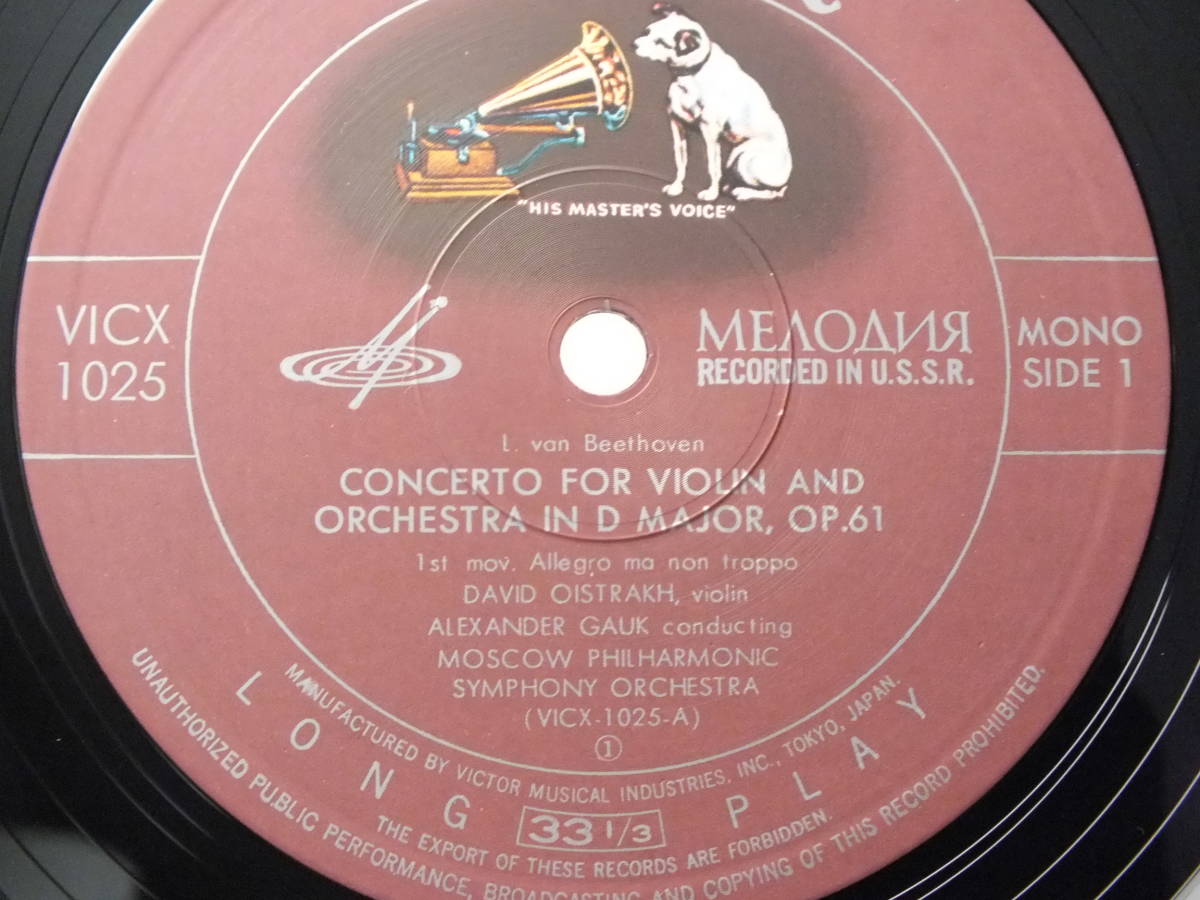 "HIS MASTER'S VOICE"
VICX
1025
МЕЛОДИЯ
RECORDED IN U.S.S.R.
MONO
SIDE 1
L. van Beethoven
CONCERTO FOR VIOLIN AND
ORCHESTRA IN D MAJOR, OP.61
1st mov. Allegro ma non troppo
DAVID OISTRAKH, violin
ALEXANDER GAUK conducting
MOSCOW PHILHARMONIC
SYMPHONY ORCHESTRA
(VICX-1025-A)
①
MANUFACTURED BY VICTOR MUSICAL INDUSTRIES, INC., TOKYO, JAPAN.
LONG 33 1/3 PLAY
THE EXPORT OF THESE RECORDS ARE FORBIDDEN.
UNAUTHORIZED PUBLIC PERFORMANCE, BROADCASTING AND COPYING OF THIS RECORD PROHIBITED.